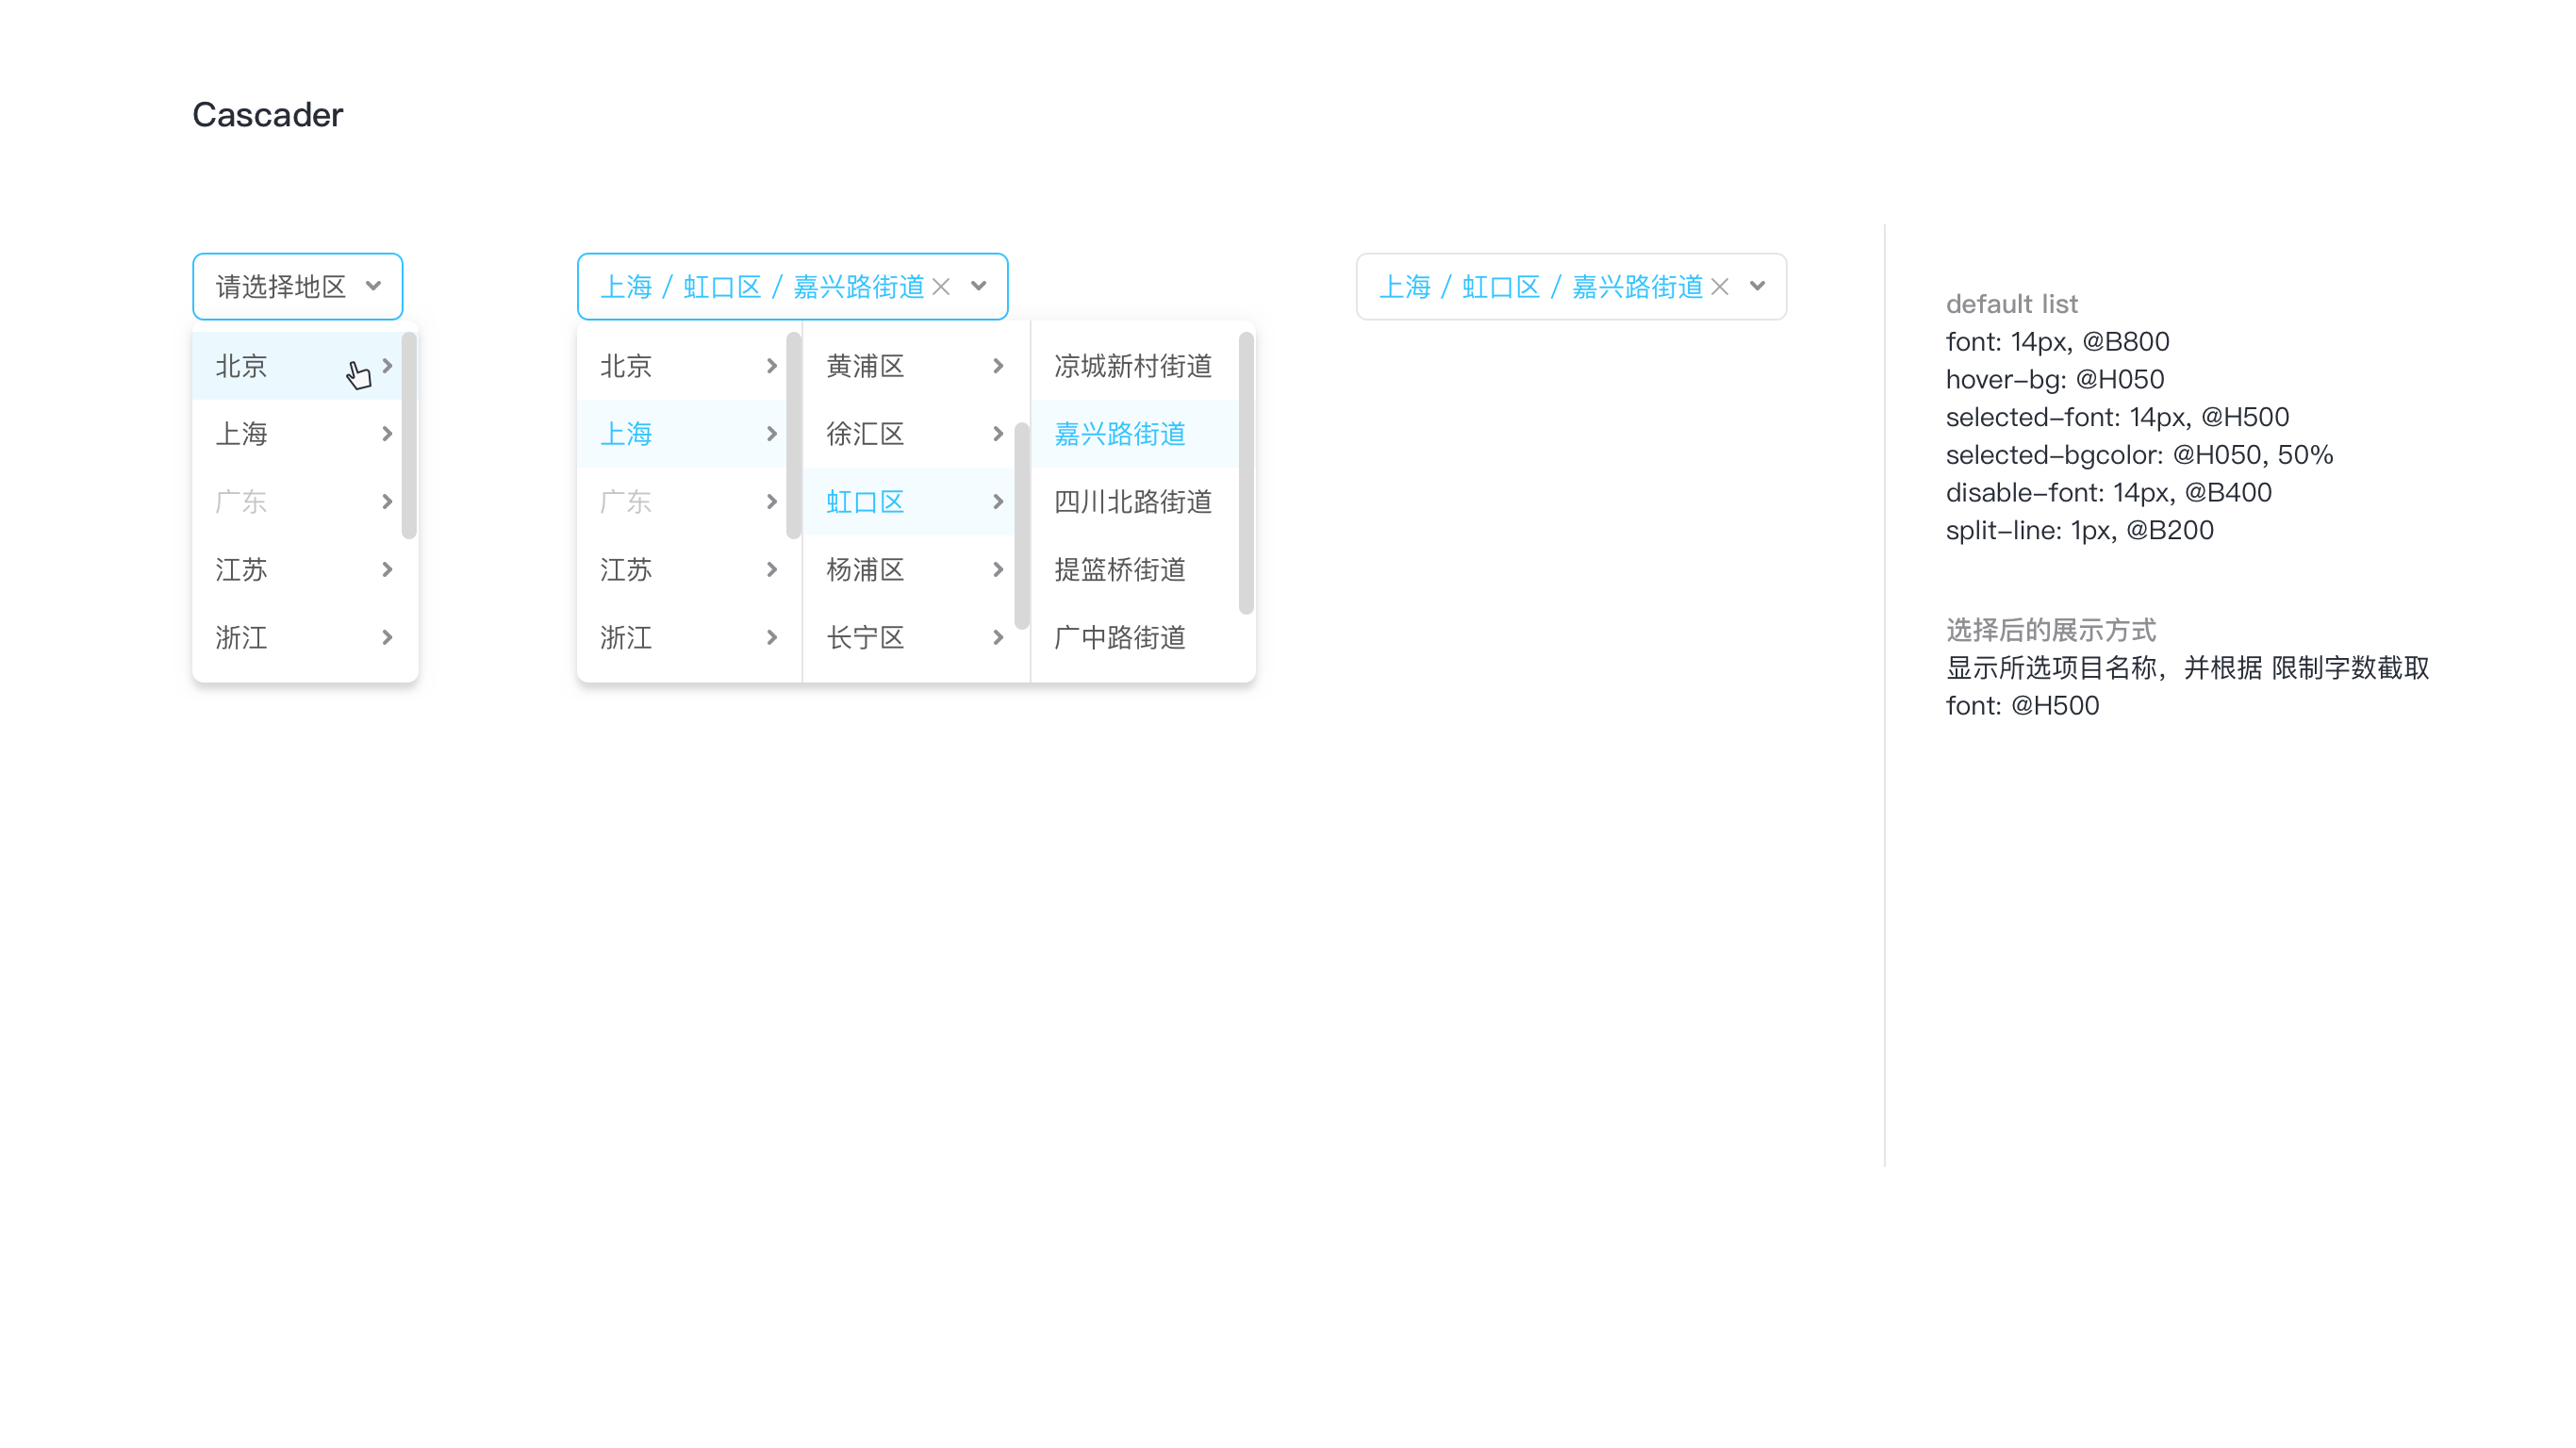 Cascader
请选择地区
北京
上海
广东
江苏
浙江
上海 / 虹口区 / 嘉兴路街道
北京
上海
广东
江苏
浙江
黄浦区
徐汇区
虹口区
杨浦区
长宁区
凉城新村街道
嘉兴路街道
四川北路街道
提篮桥街道
广中路街道
上海 / 虹口区 / 嘉兴路街道
default list
font: 14px, @B800
hover-bg: @H050
selected-font: 14px, @H500
selected-bgcolor: @H050, 50%
disable-font: 14px, @B400
split-line: 1px, @B200
选择后的展示方式
显示所选项目名称，并根据 限制字数截取
font: @H500